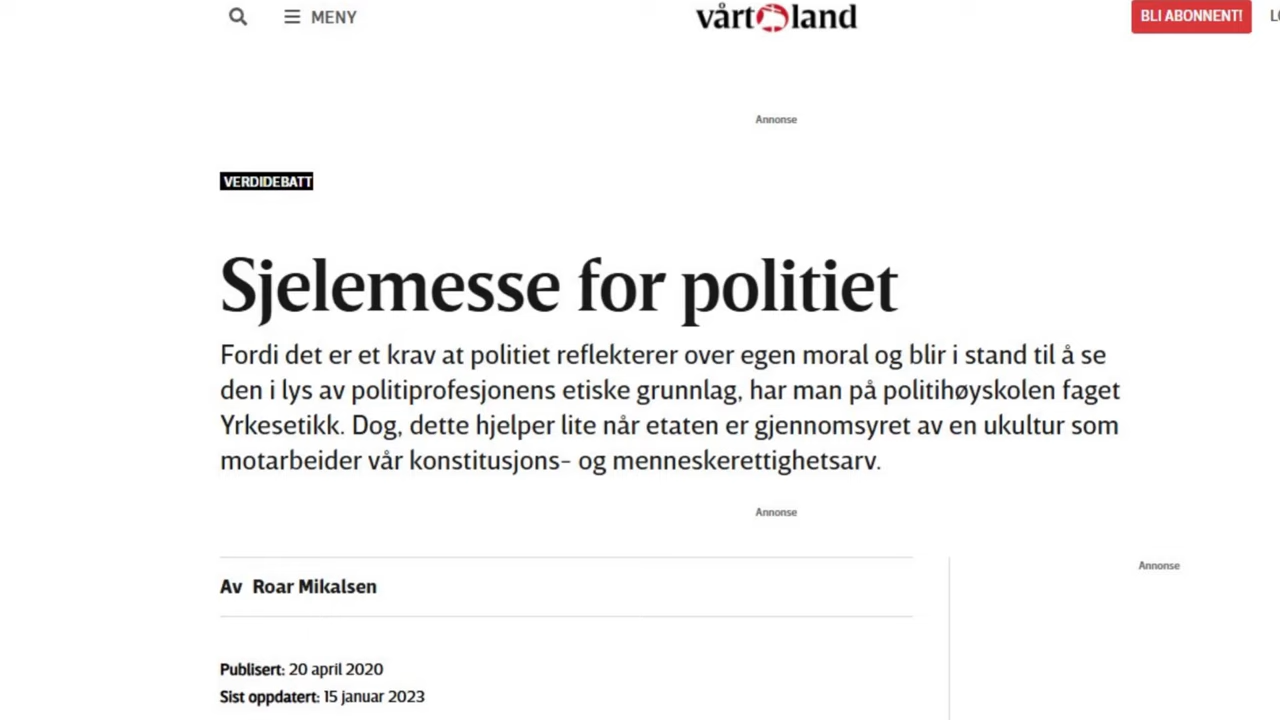 MENY
vårt land
BLI ABONNENT!
Annonse
VERDIDEBATT
Sjelemesse for politiet
Fordi det er et krav at politiet reflekterer over egen moral og blir i stand til å se
den i lys av politiprofesjonens etiske grunnlag, har man på politihøyskolen faget
Yrkesetikk. Dog, dette hjelper lite når etaten er gjennomsyret av en ukultur som
motarbeider vår konstitusjons- og menneskerettighetsarv.
Annonse
Annonse
Av Roar Mikalsen
Publisert: 20 april 2020
Sist oppdatert: 15 januar 2023